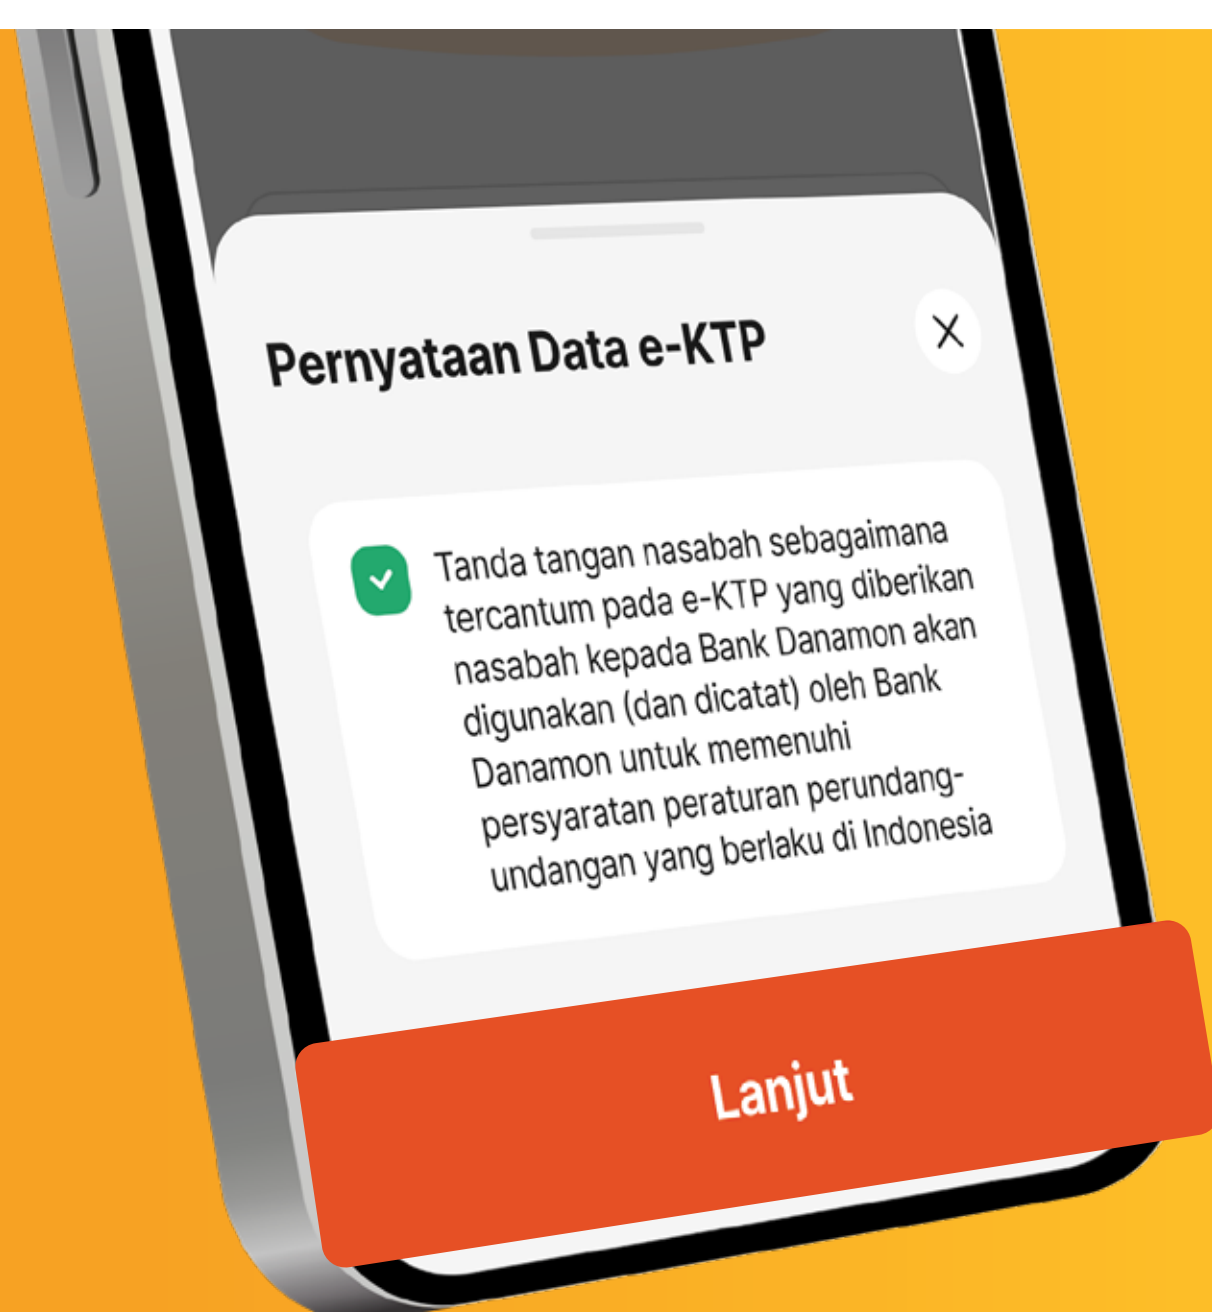 Pernyataan Data e-KTP
Tanda tangan nasabah sebagaimana
tercantum pada e-KTP yang diberikan
nasabah kepada Bank Danamon akan
digunakan (dan dicatat) oleh Bank
Danamon untuk memenuhi
persyaratan peraturan perundang-
undangan yang berlaku di Indonesia
Lanjut